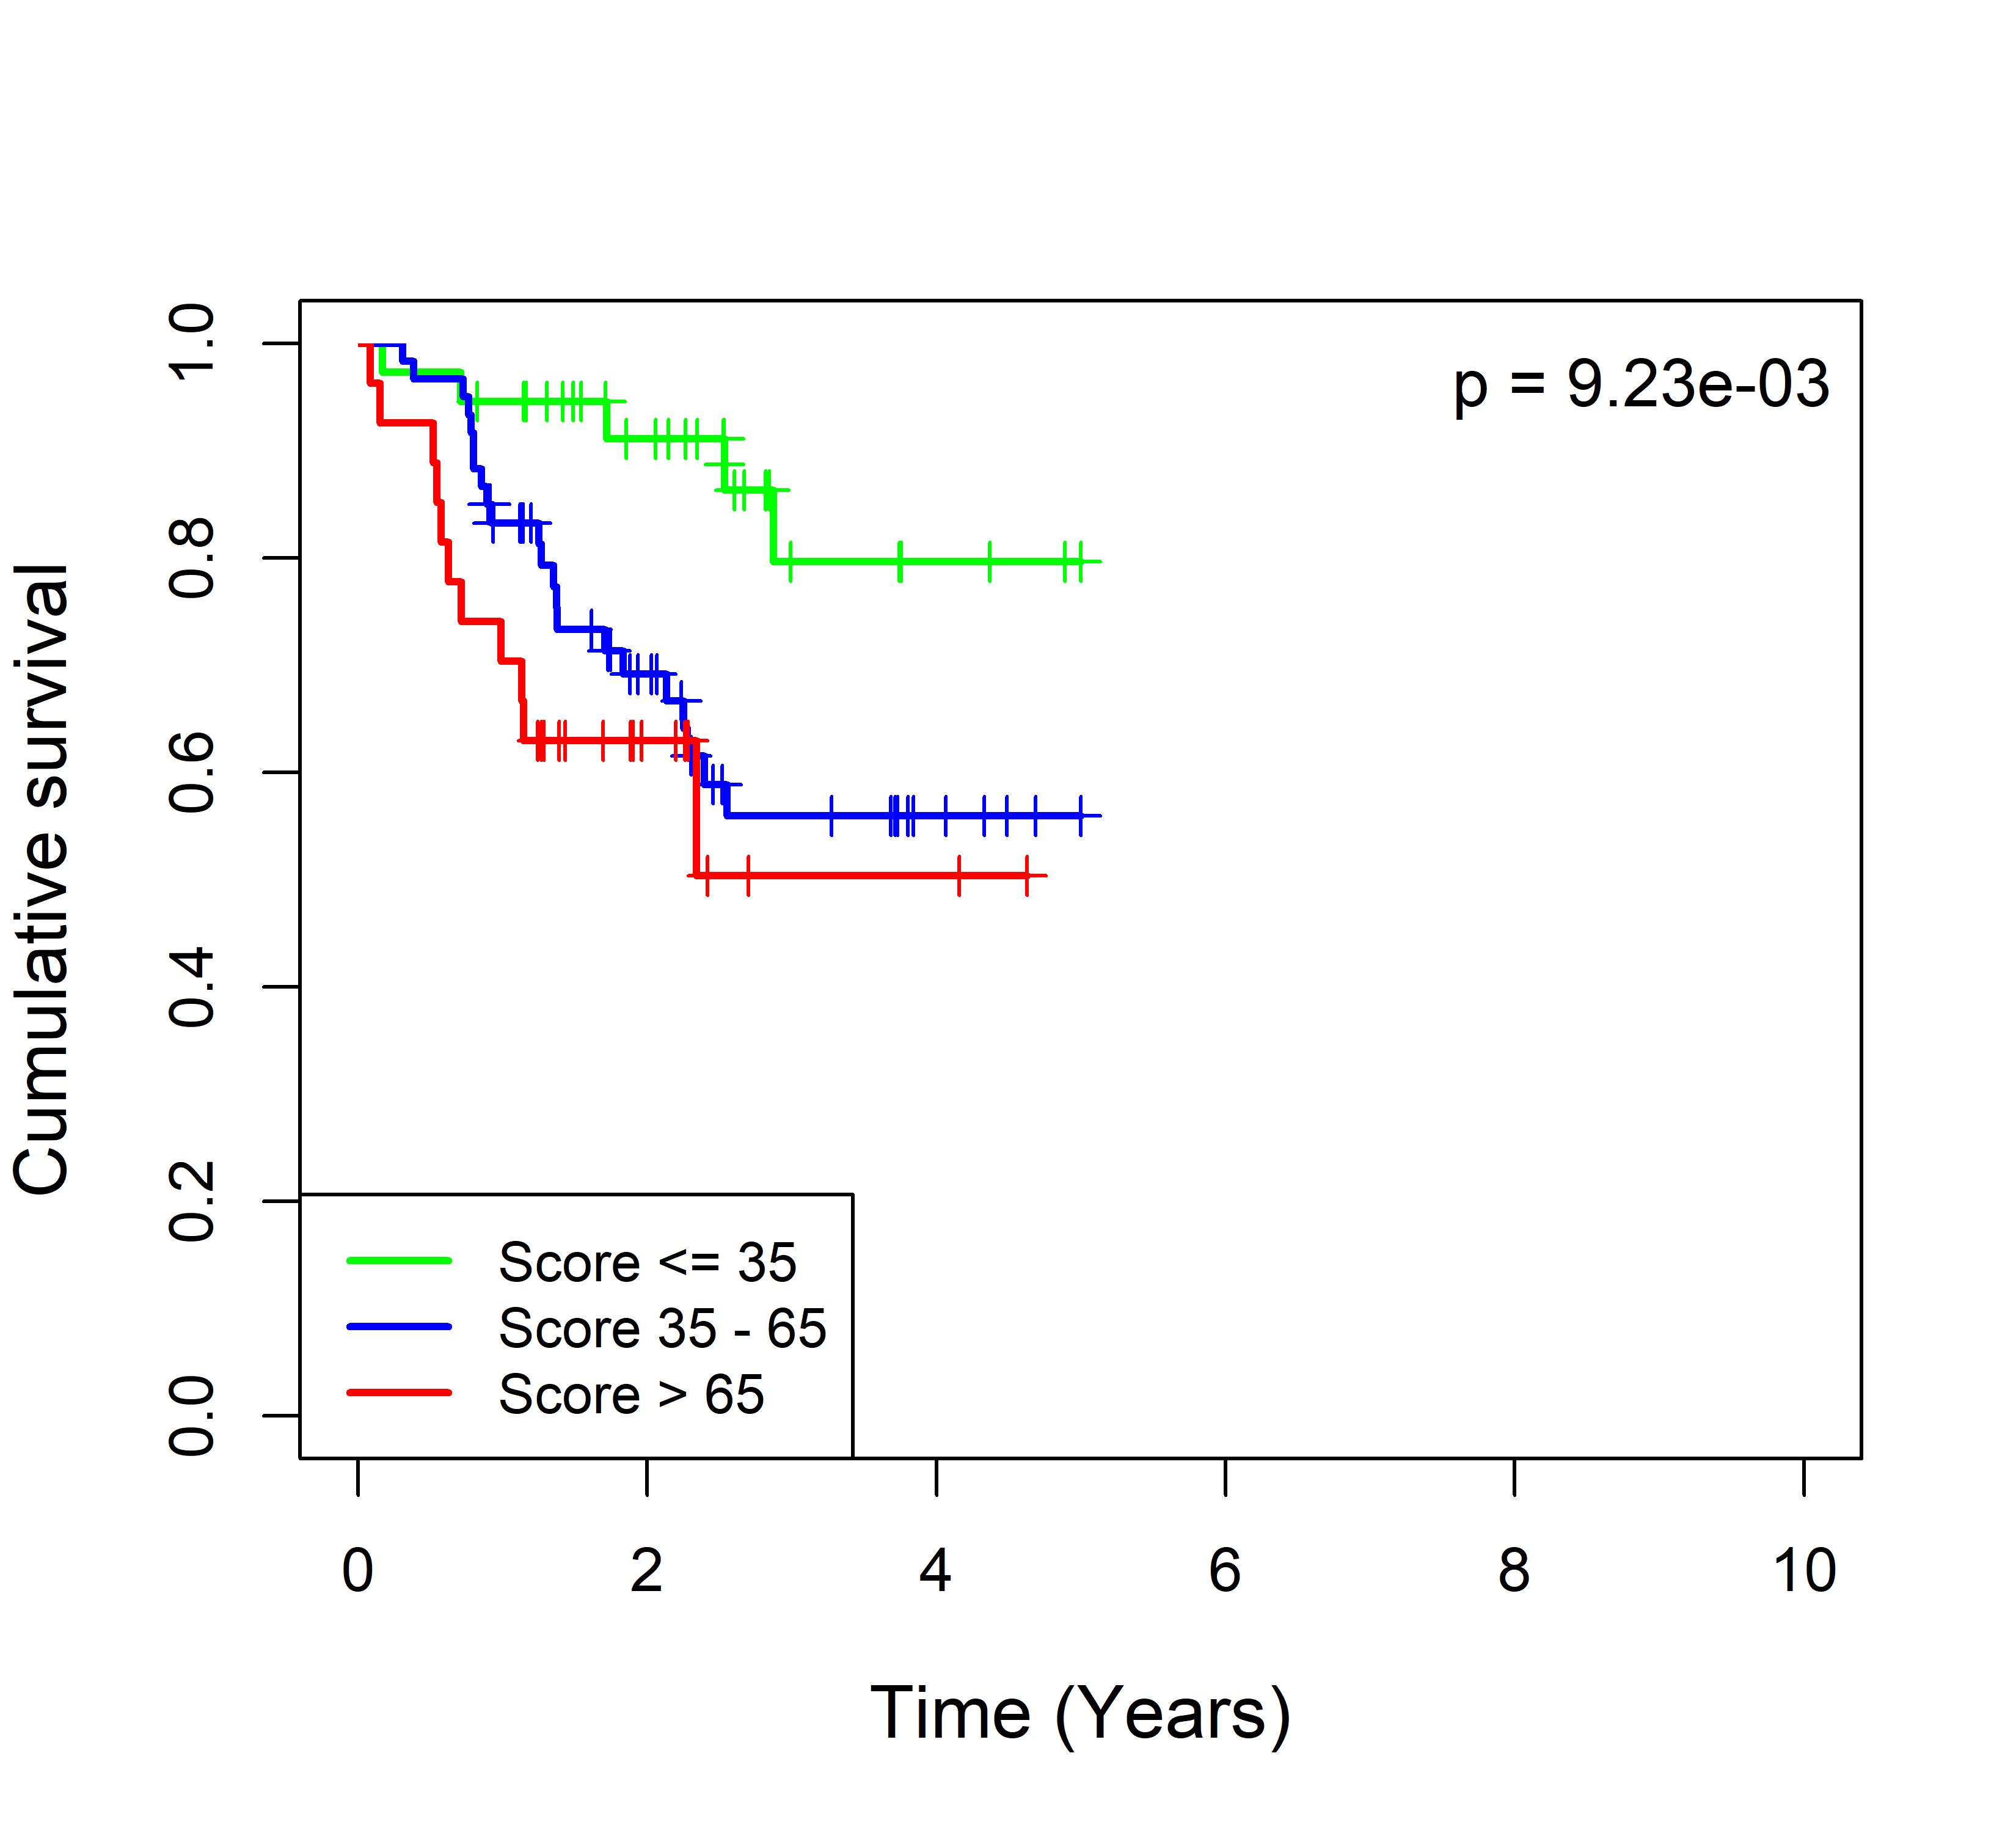 p = 9.23e-03
Cumulative survival
1.0
0.8
0.6
0.4
0.2
0.0
Score <= 35
Score 35 - 65
Score > 65
0 2 4 6 8 10
Time (Years)